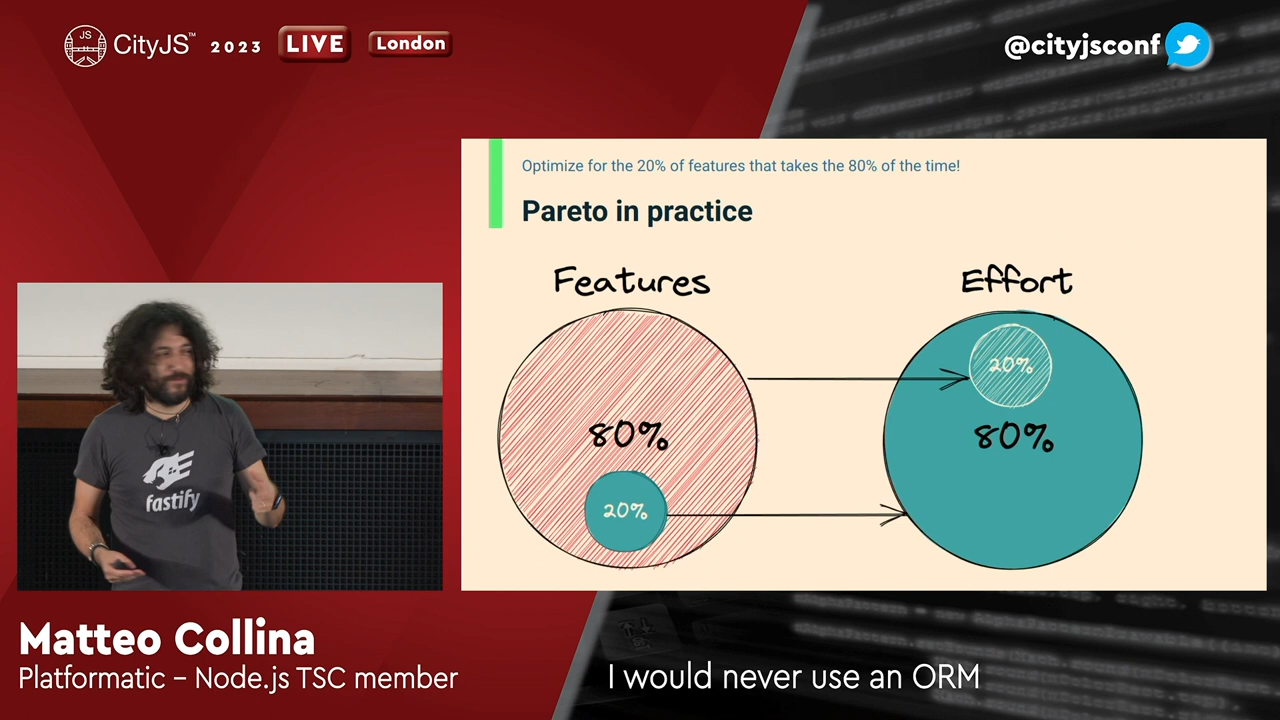 JS
CityJS™ 2023 LIVE London
@cityjsconf
Optimize for the 20% of features that takes the 80% of the time!
Pareto in practice
Features
Effort
80%
20%
20%
80%
fastify
Matteo Collina
Platformatic – Node.js TSC member
I would never use an ORM